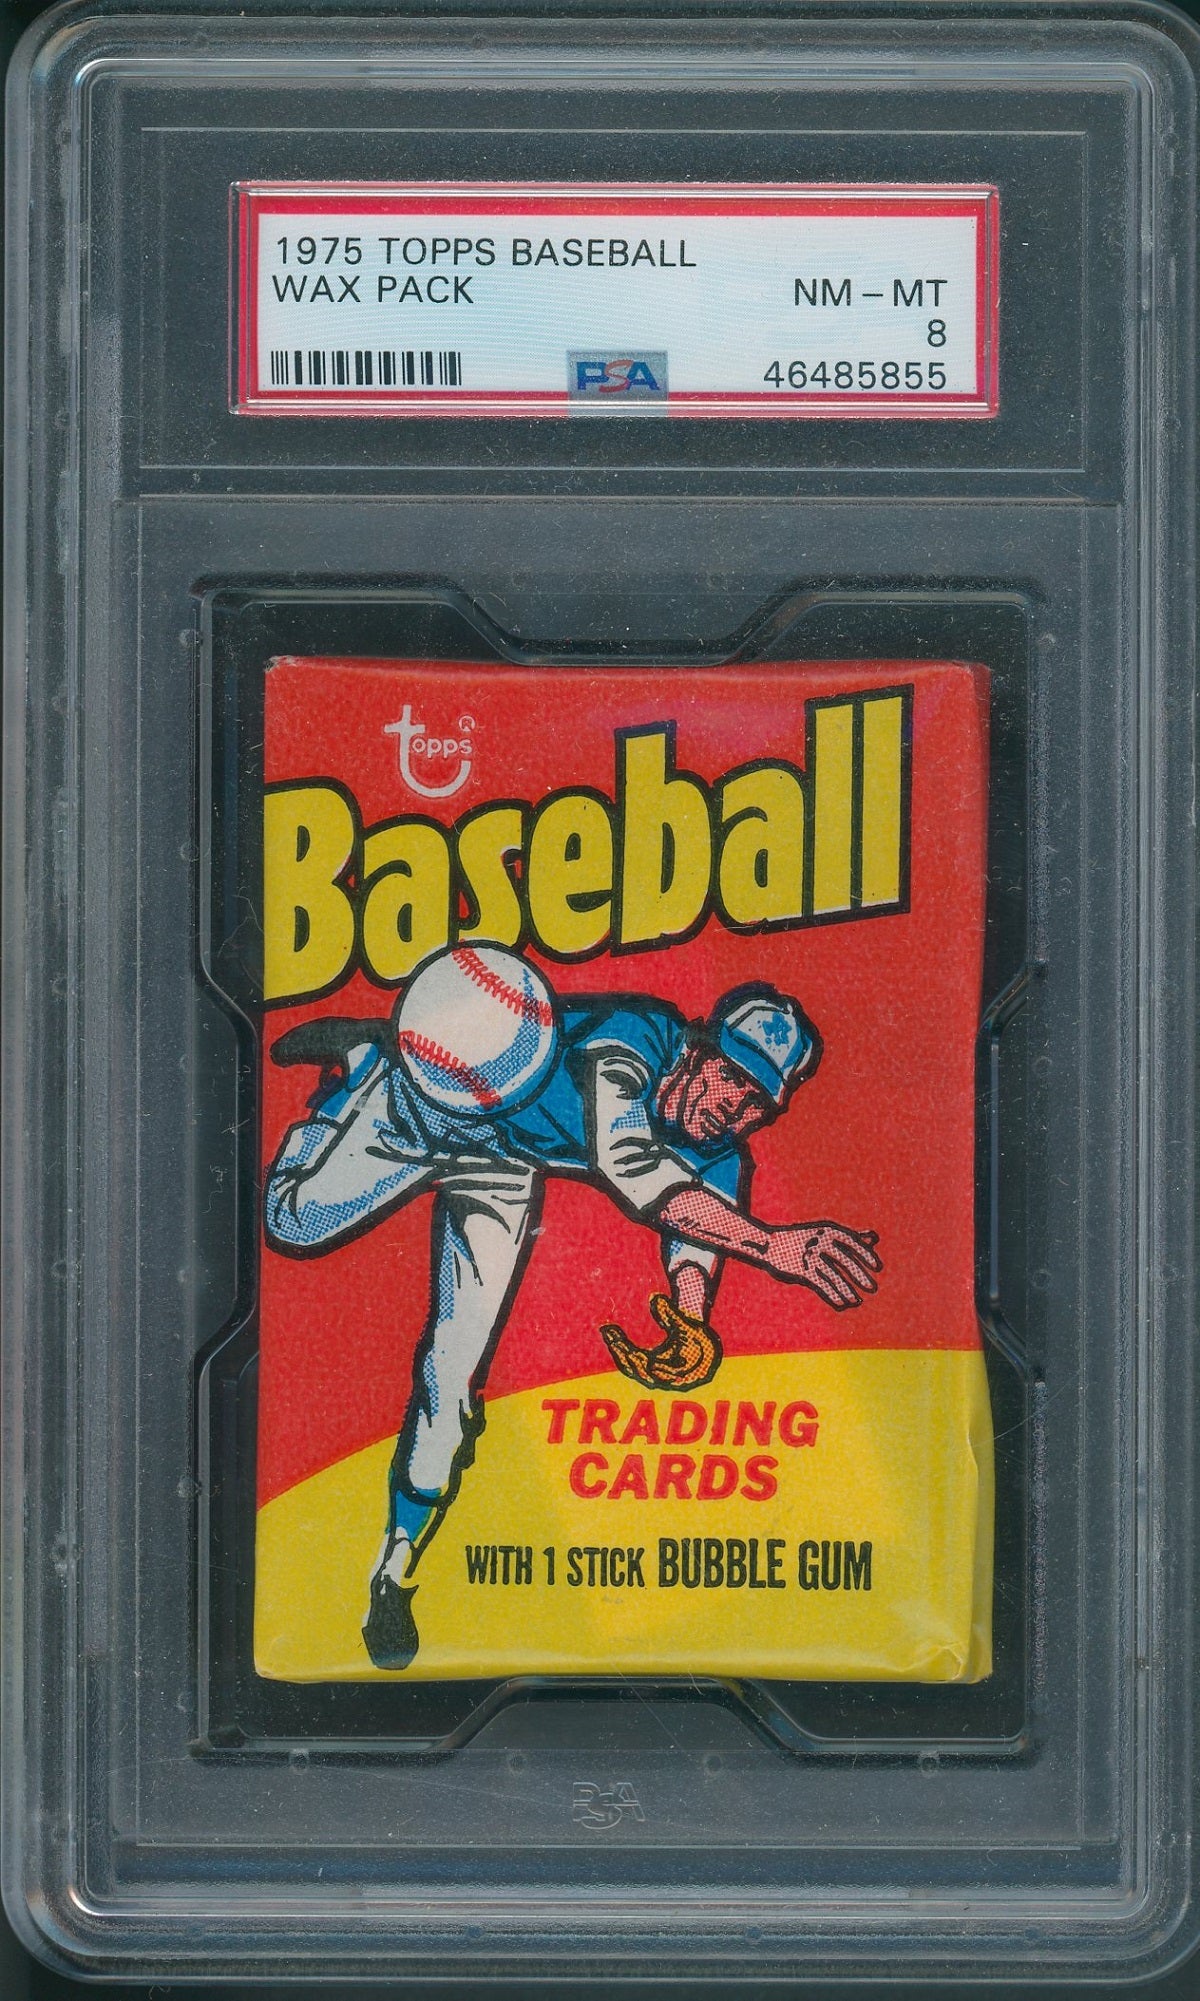 1975 TOPPS BASEBALL
WAX PACK
NM - MT
8
PSA
46485855
topps®
Baseball
TRADING
CARDS
WITH 1 STICK BUBBLE GUM
PSA